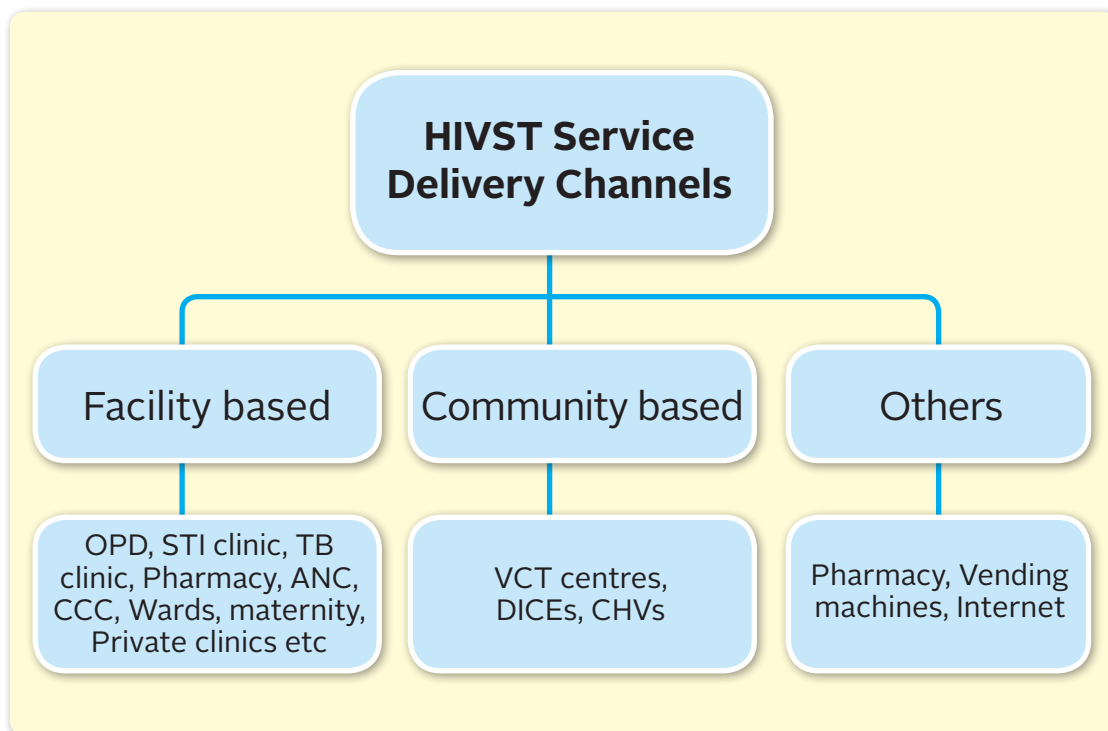 HIVST Service
Delivery Channels
Facility based
Community based
Others
OPD, STI clinic, TB
clinic, Pharmacy, ANC,
CCC, Wards, maternity,
Private clinics etc
VCT centres,
DICEs, CHVs
Pharmacy, Vending
machines, Internet